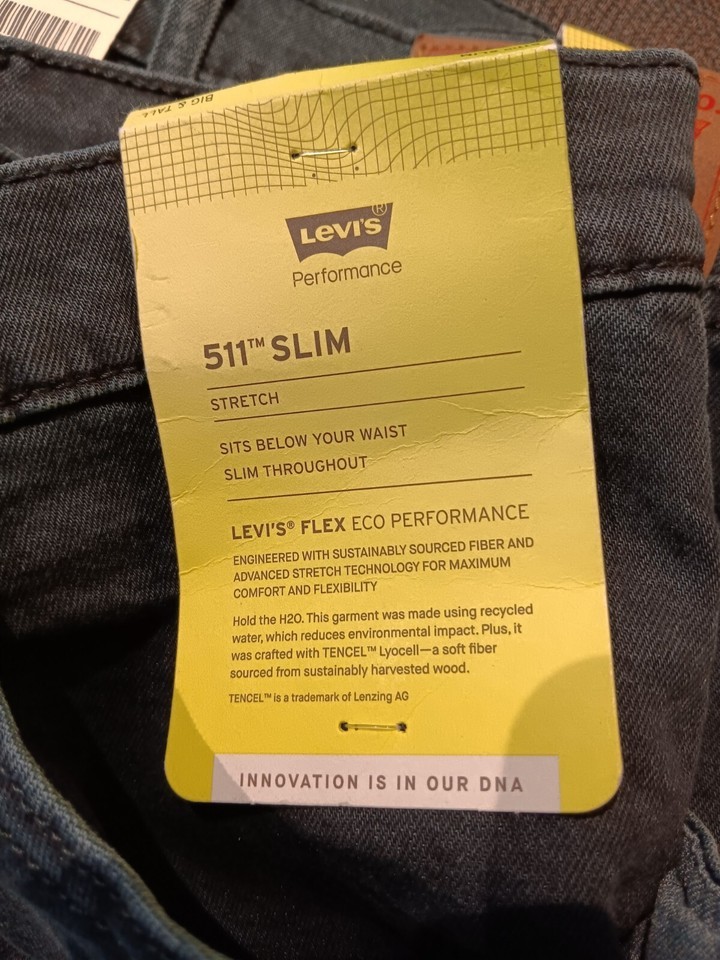 BIG & TALL
LEVI'S®
Performance
511™ SLIM
STRETCH
SITS BELOW YOUR WAIST
SLIM THROUGHOUT
LEVI'S® FLEX ECO PERFORMANCE
ENGINEERED WITH SUSTAINABLY SOURCED FIBER AND
ADVANCED STRETCH TECHNOLOGY FOR MAXIMUM
COMFORT AND FLEXIBILITY
Hold the H2O. This garment was made using recycled
water, which reduces environmental impact. Plus, it
was crafted with TENCEL™ Lyocell—a soft fiber
sourced from sustainably harvested wood.
TENCEL™ is a trademark of Lenzing AG
INNOVATION IS IN OUR DNA